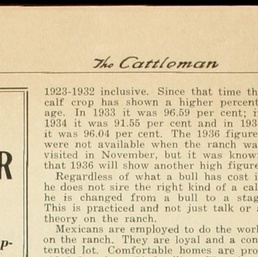 The Cattleman
1923-1932 inclusive. Since that time th
calf crop has shown a higher percent
age. In 1933 it was 96.59 per cent; i
1934 it was 91.55 per cent and in 193
it was 96.04 per cent. The 1936 figure
were not available when the ranch wa
visited in November, but it was know
that 1936 will show another high figure
Regardless of what a bull has cost i
he does not sire the right kind of a cal
he is changed from a bull to a stag
This is practiced and not just talk or a
theory on the ranch.
Mexicans are employed to do the work
on the ranch. They are loyal and a con
tented lot. Comfortable homes are pro
R
p-